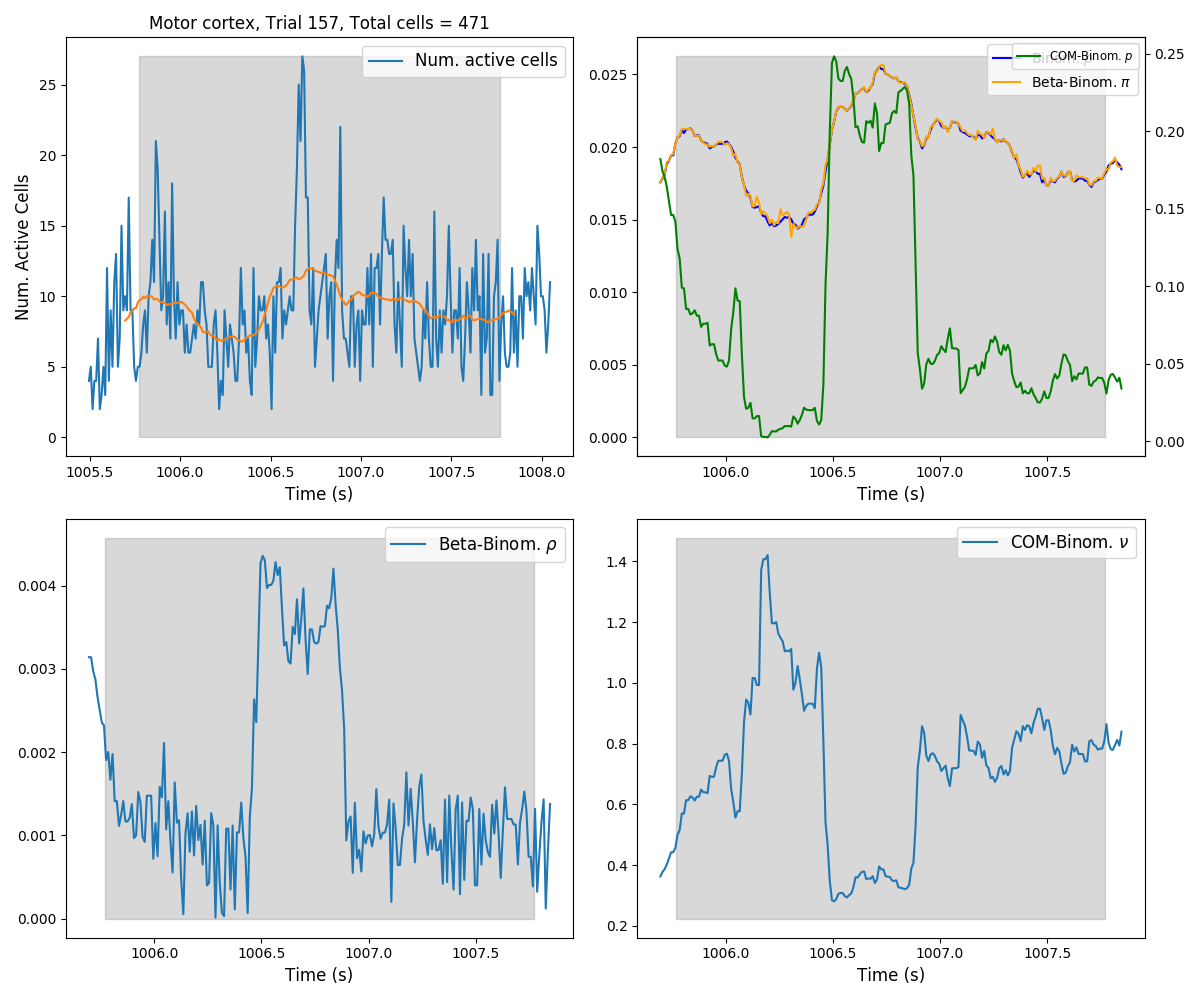 Motor cortex, Trial 157, Total cells = 471
Num. active cells
Num. Active Cells
25
20
15
10
5
0
1005.5 1006.0 1006.5 1007.0 1007.5 1008.0
Time (s)
COM-Binom. p
Beta-Binom. π
0.025
0.020
0.015
0.010
0.005
0.000
0.25
0.20
0.15
0.10
0.05
0.00
1006.0 1006.5 1007.0 1007.5
Time (s)
Beta-Binom. ρ
0.004
0.003
0.002
0.001
0.000
1006.0 1006.5 1007.0 1007.5
Time (s)
COM-Binom. ν
1.4
1.2
1.0
0.8
0.6
0.4
0.2
1006.0 1006.5 1007.0 1007.5
Time (s)